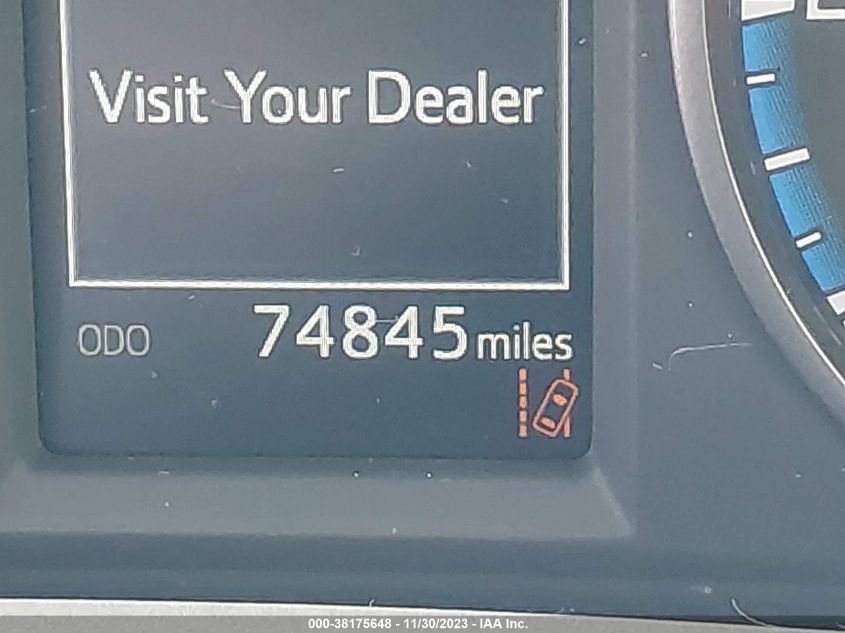 Visit Your Dealer
ODO 74845 miles
000-38175648 - 11/30/2023 - IAA Inc.